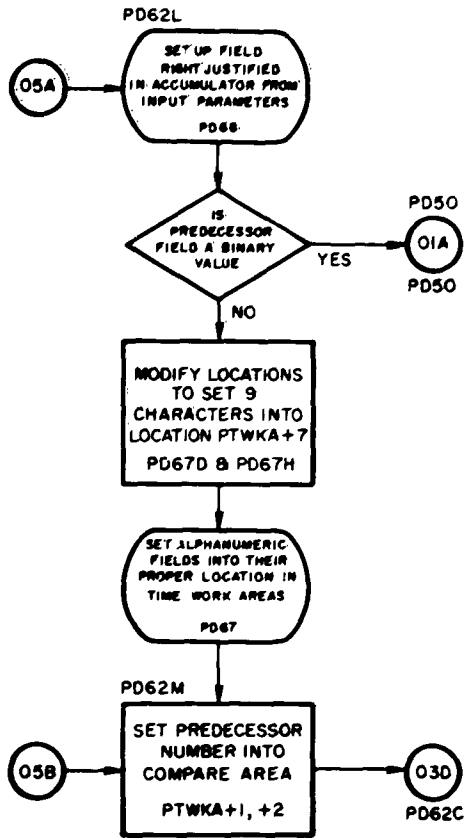 PD62L
05A
SET UP FIELD
RIGHT JUSTIFIED
IN ACCUMULATOR FROM
INPUT PARAMETERS
PD66
IS
PREDECESSOR
FIELD A BINARY
VALUE
YES
PD50
01A
PD50
NO
MODIFY LOCATIONS
TO SET 9
CHARACTERS INTO
LOCATION PTWKA+7
PD67D & PD67H
SET ALPHANUMERIC
FIELDS INTO THEIR
PROPER LOCATION IN
TIME WORK AREAS
PD67
PD62M
05B
SET PREDECESSOR
NUMBER INTO
COMPARE AREA
PTWKA+1, +2
03D
PD62C